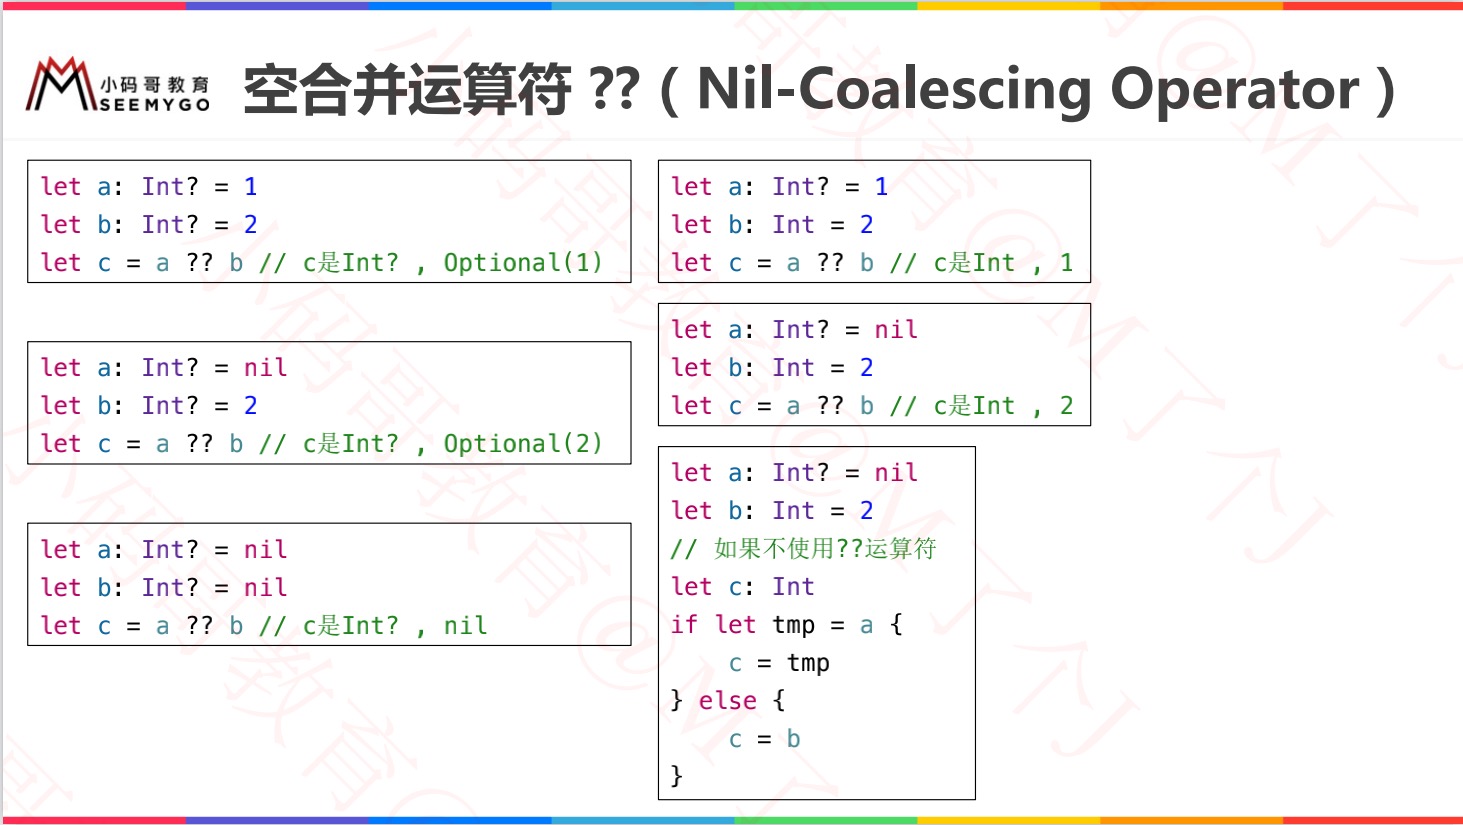 小码哥教育
SEEMYGO
空合并运算符 ??（Nil-Coalescing Operator）
let a: Int? = 1
let b: Int? = 2
let c = a ?? b // c是Int? , Optional(1)
let a: Int? = nil
let b: Int? = 2
let c = a ?? b // c是Int? , Optional(2)
let a: Int? = nil
let b: Int? = nil
let c = a ?? b // c是Int? , nil
let a: Int? = 1
let b: Int = 2
let c = a ?? b // c是Int , 1
let a: Int? = nil
let b: Int = 2
let c = a ?? b // c是Int , 2
let a: Int? = nil
let b: Int = 2
// 如果不使用??运算符
let c: Int
if let tmp = a {
    c = tmp
} else {
    c = b
}